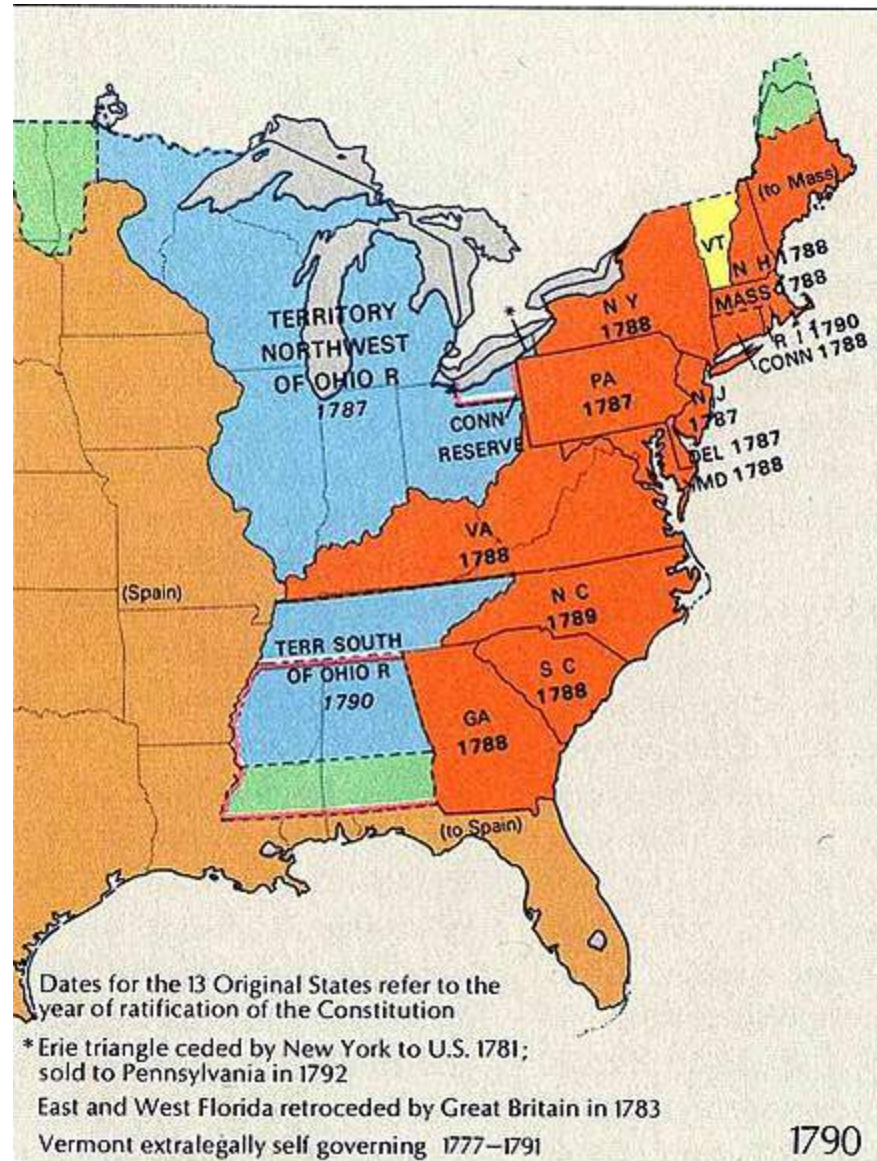 (to Mass)
VT
N H 1788
MASS 1788
N Y
1788
R I 1790
CONN 1788
TERRITORY
NORTHWEST
OF OHIO R
1787
*
PA
1787
N J
1787
CONN
RESERVE
DEL 1787
MD 1788
VA
1788
(Spain)
N C
1789
TERR SOUTH
OF OHIO R
1790
S C
1788
GA
1788
(to Spain)
Dates for the 13 Original States refer to the
year of ratification of the Constitution
* Erie triangle ceded by New York to U.S. 1781;
sold to Pennsylvania in 1792
East and West Florida retroceded by Great Britain in 1783
Vermont extralegally self governing 1777–1791
1790